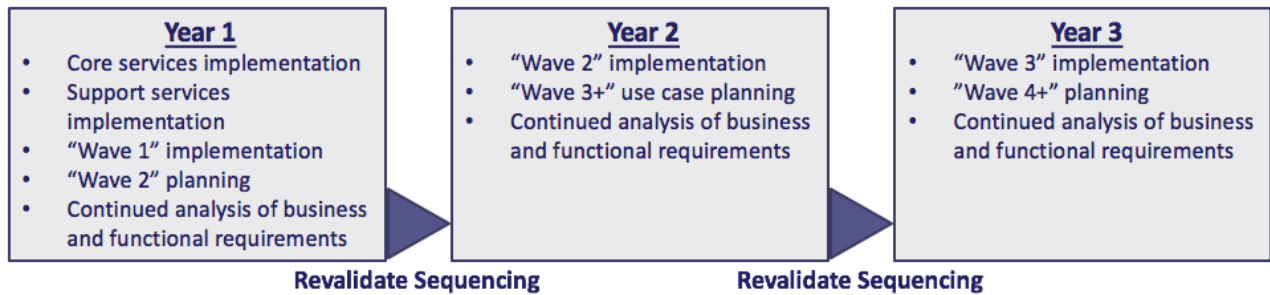 Year 1
• Core services implementation
• Support services
implementation
• “Wave 1” implementation
• “Wave 2” planning
• Continued analysis of business
and functional requirements
Year 2
• “Wave 2” implementation
• “Wave 3+” use case planning
• Continued analysis of business
and functional requirements
Year 3
• “Wave 3” implementation
• ”Wave 4+” planning
• Continued analysis of business
and functional requirements
Revalidate Sequencing
Revalidate Sequencing